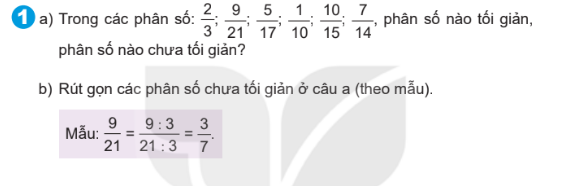 1 a) Trong các phân số: 2/3; 9/21; 5/17; 1/10; 10/15; 7/14, phân số nào tối giản,
phân số nào chưa tối giản?
b) Rút gọn các phân số chưa tối giản ở câu a (theo mẫu).
Mẫu: 9/21 = 9 : 3/21 : 3 = 3/7.